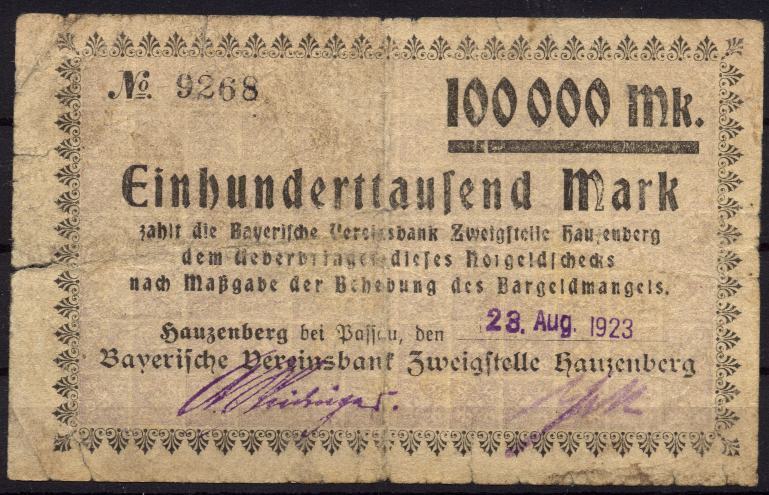 №. 9268
100 000 Mk.
Einhunderttauſend Mark
zahlt die Bayeriſche Vereinsbank Zweigſtelle Hauzenberg
dem Ueberbringer dieſes Notgeldſchecks
nach Maßgabe der Behebung des Bargeldmangels.
Hauzenberg bei Paſſau, den 23. Aug. 1923
Bayeriſche Vereinsbank Zweigſtelle Hauzenberg